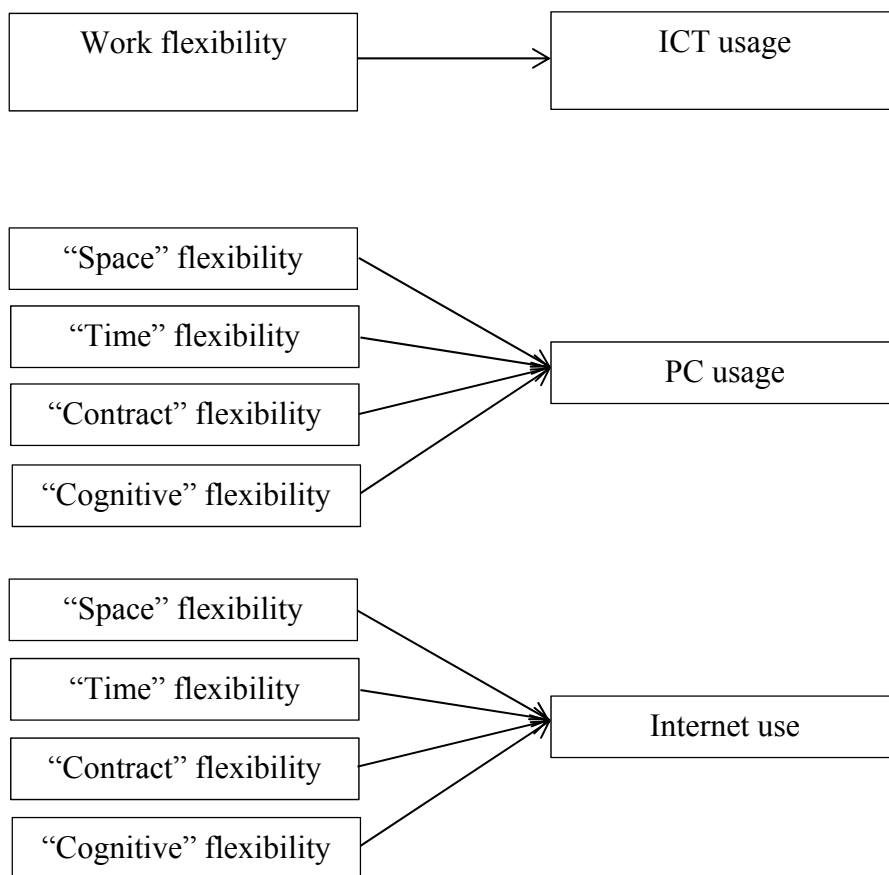 Work flexibility
ICT usage
“Space” flexibility
“Time” flexibility
“Contract” flexibility
“Cognitive” flexibility
PC usage
“Space” flexibility
“Time” flexibility
“Contract” flexibility
“Cognitive” flexibility
Internet use